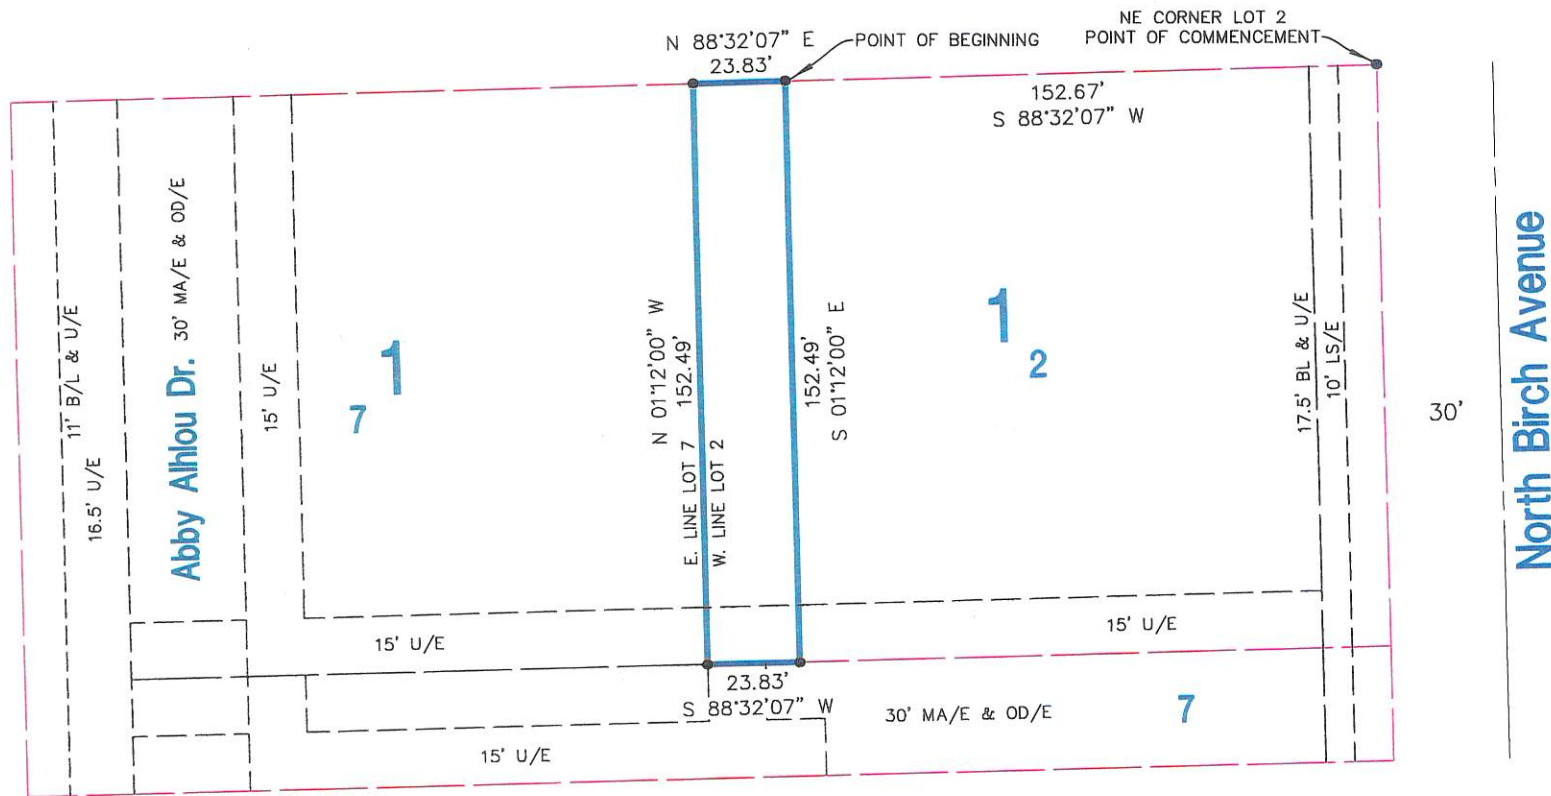 NE CORNER LOT 2
POINT OF COMMENCEMENT
N 88°32'07" E
23.83'
POINT OF BEGINNING
152.67'
S 88°32'07" W
11' B/L & U/E
16.5' U/E
Abby Alhlou Dr.
30' MA/E & OD/E
15' U/E
1
7
N 01°12'00" W
152.49'
E. LINE LOT 7
W. LINE LOT 2
152.49'
S 01°12'00" E
1
2
17.5' BL & U/E
10' LS/E
30'
North Birch Avenue
15' U/E
15' U/E
23.83'
S 88°32'07" W
30' MA/E & OD/E
7
15' U/E